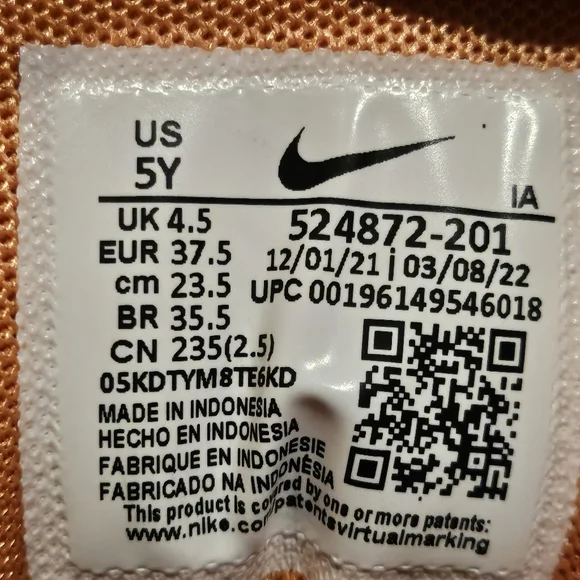 US
5Y
IA
UK 4.5
EUR 37.5
cm 23.5
BR 35.5
CN 235(2.5)
524872-201
12/01/21 | 03/08/22
UPC 00196149546018
05KDTYM8TE6KD
MADE IN INDONESIA
HECHO EN INDONESIA
FABRIQUE EN INDONESIE
FABRICADO NA INDONÉSIA
This product is covered by one or more patents:
www.nike.com/patentsvirtualmarking